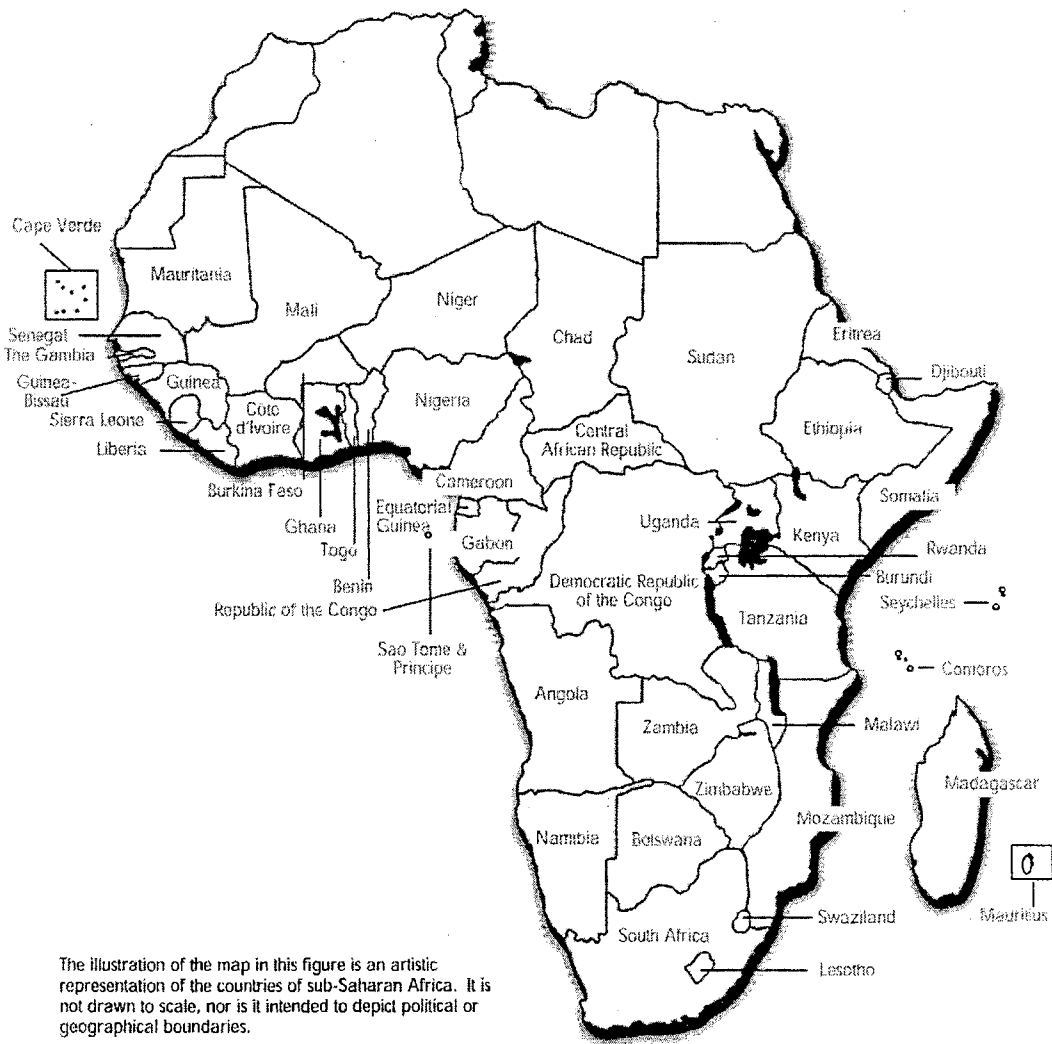 Cape Verde
Mauritania
Mali
Niger
Chad
Sudan
Eritrea
Djibouti
Senegal
The Gambia
Guinea-
Bissau
Guinea
Sierra Leone
Liberia
Côte
d'Ivoire
Burkina Faso
Ghana
Togo
Benin
Nigeria
Central
African Republic
Ethiopia
Somalia
Cameroon
Equatorial
Guinea
Gabon
Republic of the Congo
Sao Tome &
Principe
Democratic Republic
of the Congo
Uganda
Kenya
Rwanda
Burundi
Seychelles
Tanzania
Comoros
Angola
Zambia
Malawi
Zimbabwe
Mozambique
Madagascar
Namibia
Botswana
Mauritius
Swaziland
South Africa
Lesotho
The illustration of the map in this figure is an artistic
representation of the countries of sub-Saharan Africa. It is
not drawn to scale, nor is it intended to depict political or
geographical boundaries.